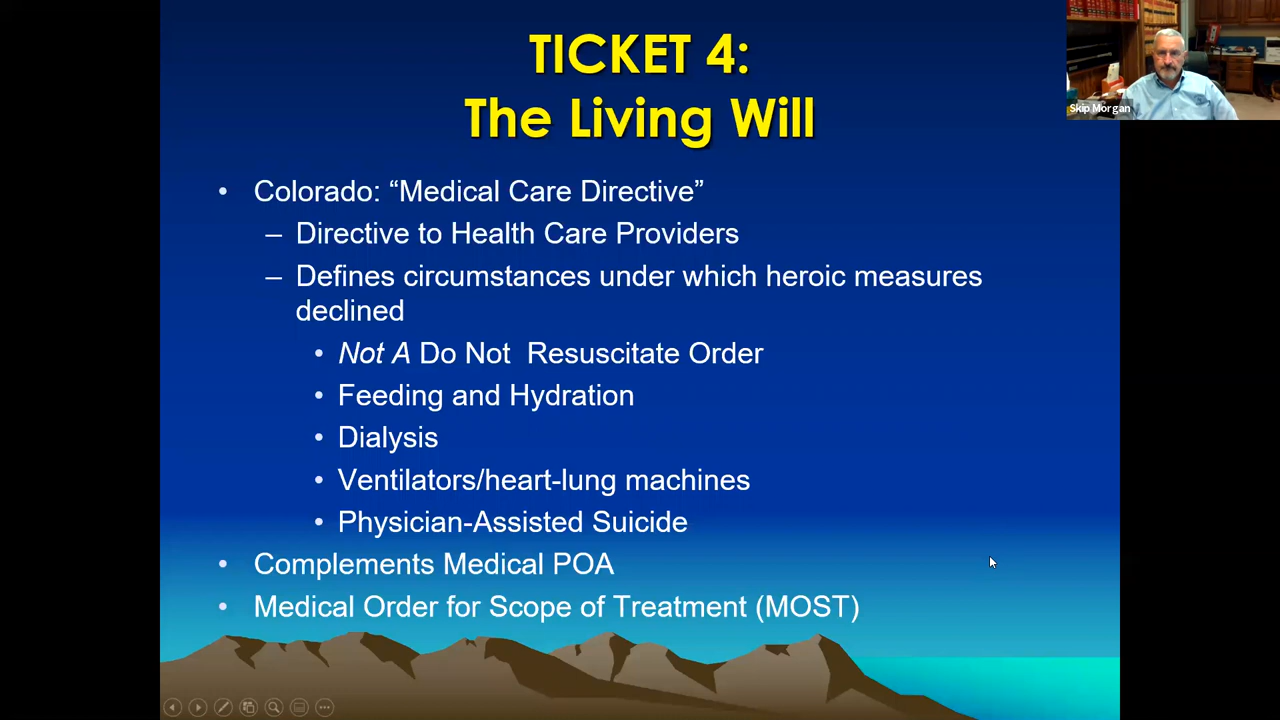 TICKET 4:
The Living Will
Skip Morgan
• Colorado: “Medical Care Directive”
– Directive to Health Care Providers
– Defines circumstances under which heroic measures
declined
• Not A Do Not Resuscitate Order
• Feeding and Hydration
• Dialysis
• Ventilators/heart-lung machines
• Physician-Assisted Suicide
• Complements Medical POA
• Medical Order for Scope of Treatment (MOST)